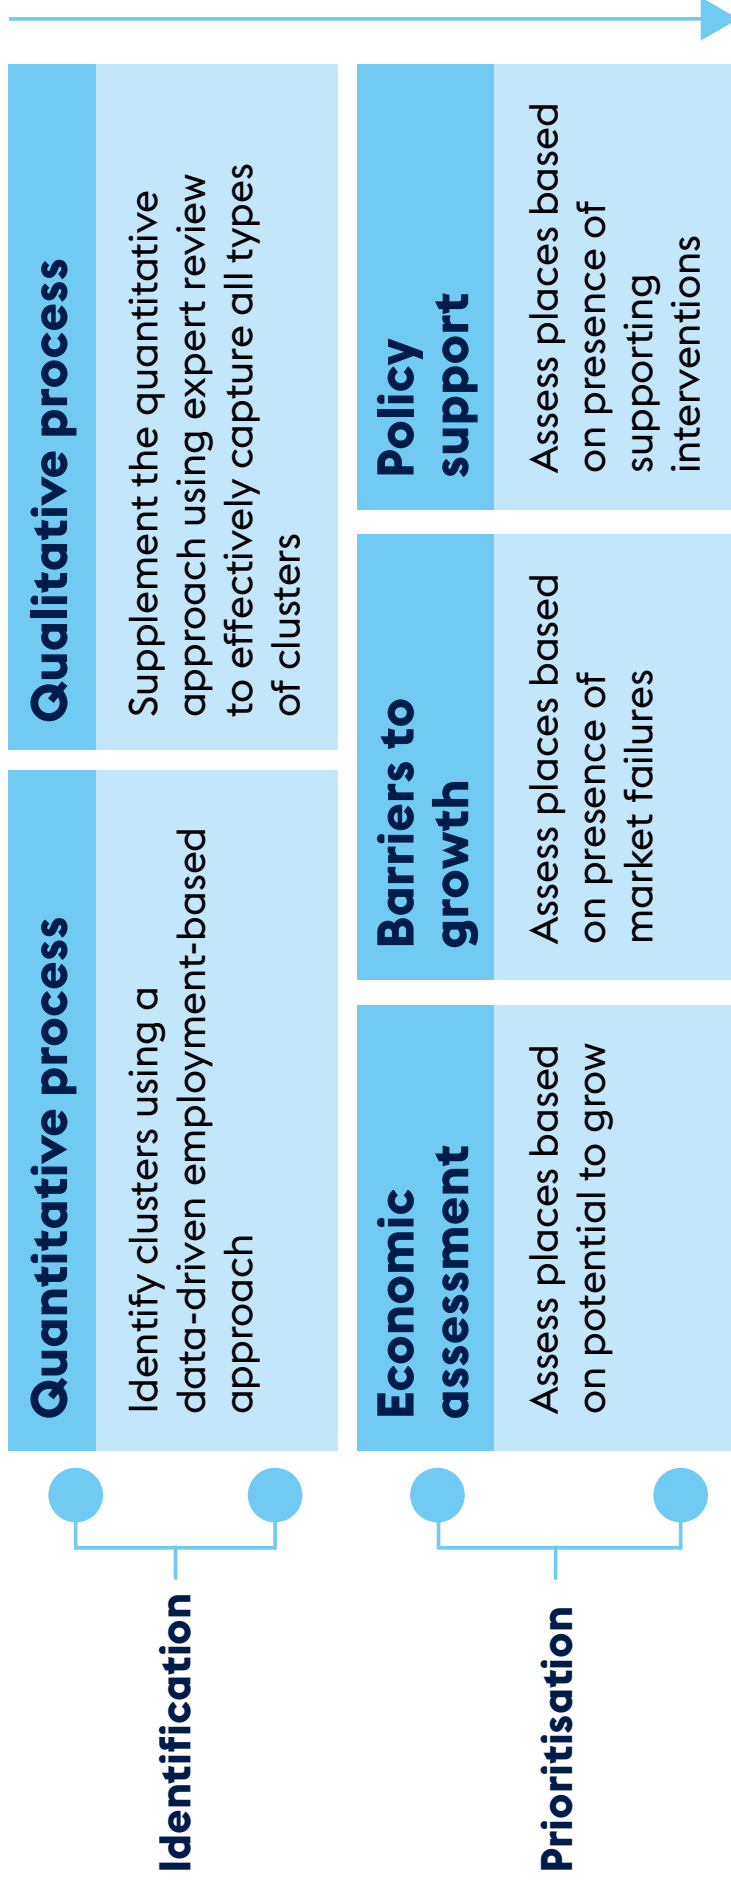 Identification
Quantitative process
Identify clusters using a
data-driven employment-based
approach
Qualitative process
Supplement the quantitative
approach using expert review
to effectively capture all types
of clusters
Prioritisation
Economic
assessment
Assess places based
on potential to grow
Barriers to
growth
Assess places based
on presence of
market failures
Policy
support
Assess places based
on presence of
supporting
interventions